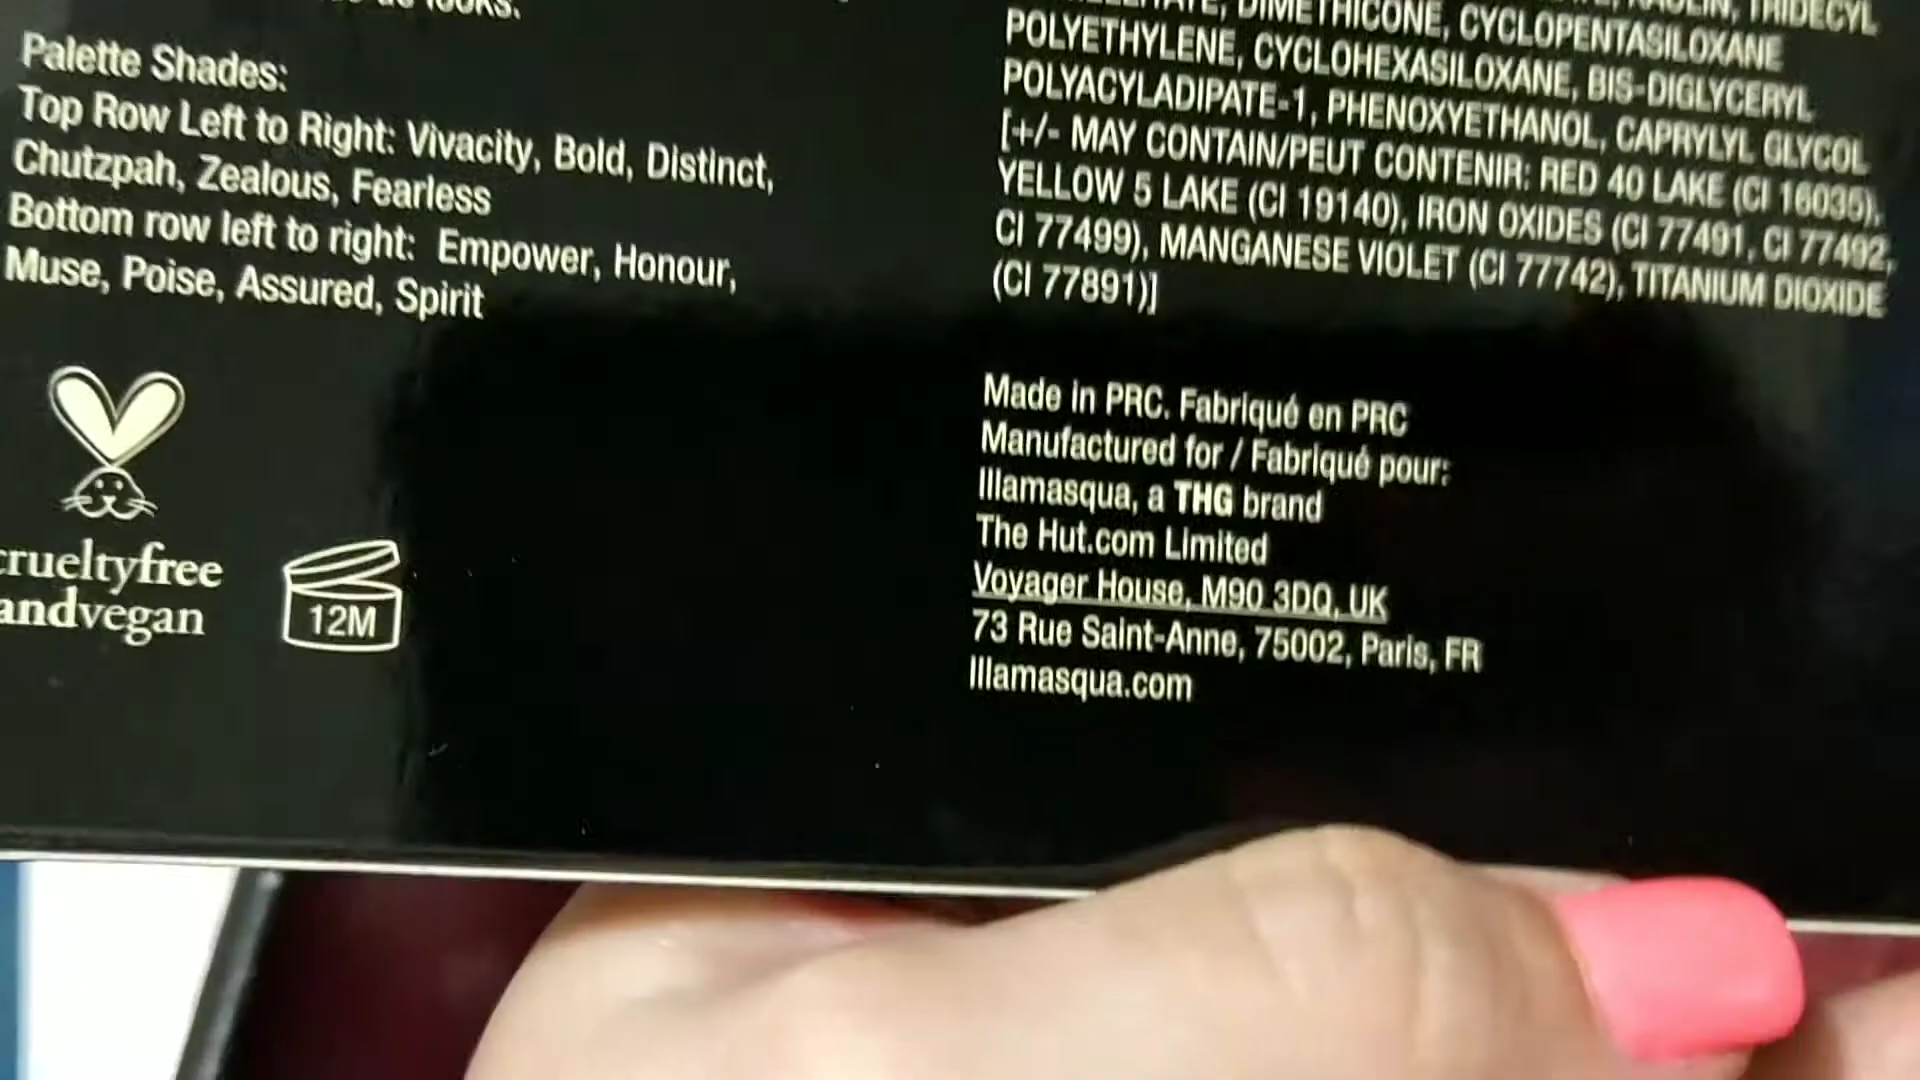 looks.
Palette Shades:
Top Row Left to Right: Vivacity, Bold, Distinct,
Chutzpah, Zealous, Fearless
Bottom row left to right: Empower, Honour,
Muse, Poise, Assured, Spirit
crueltyfree
andvegan
12M
KAOLIN, TRIDECYL
DIMETHICONE, CYCLOPENTASILOXANE
POLYETHYLENE, CYCLOHEXASILOXANE, BIS-DIGLYCERYL
POLYACYLADIPATE-1, PHENOXYETHANOL, CAPRYLYL GLYCOL
[+/- MAY CONTAIN/PEUT CONTENIR: RED 40 LAKE (CI 16035),
YELLOW 5 LAKE (CI 19140), IRON OXIDES (CI 77491, CI 77492,
CI 77499), MANGANESE VIOLET (CI 77742), TITANIUM DIOXIDE
(CI 77891)]
Made in PRC. Fabriqué en PRC
Manufactured for / Fabriqué pour:
Illamasqua, a THG brand
The Hut.com Limited
Voyager House, M90 3DQ, UK
73 Rue Saint-Anne, 75002, Paris, FR
Illamasqua.com